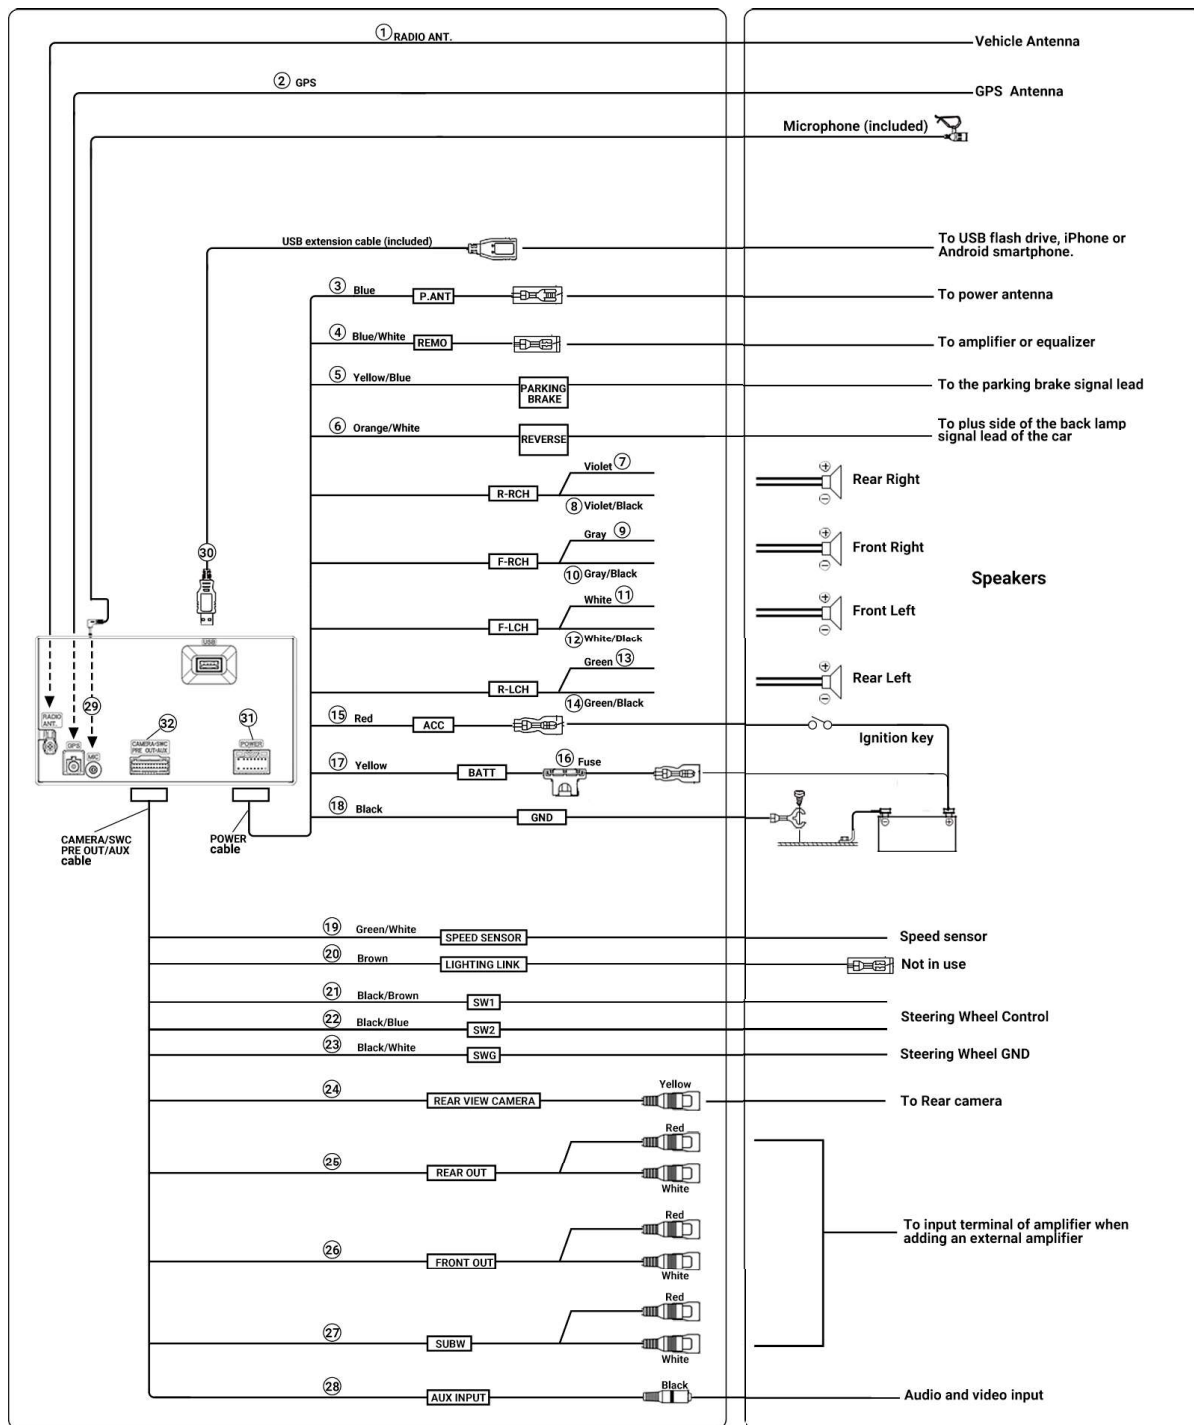 ① RADIO ANT.
Vehicle Antenna
② GPS
GPS Antenna
Microphone (included)
USB extension cable (included)
To USB flash drive, iPhone or
Android smartphone.
③ Blue
P.ANT
To power antenna
④ Blue/White
REMO
To amplifier or equalizer
⑤ Yellow/Blue
PARKING
BRAKE
To the parking brake signal lead
⑥ Orange/White
REVERSE
To plus side of the back lamp
signal lead of the car
R-RCH
Violet ⑦
⑧ Violet/Black
Rear Right
F-RCH
Gray ⑨
⑩ Gray/Black
Front Right
Speakers
F-LCH
White ⑪
⑫ White/Black
Front Left
R-LCH
Green ⑬
⑭ Green/Black
Rear Left
㉚
USB
㉙
RADIO
ANT.
GPS
MIC
㉜
CAMERA/SWC
PRE OUT/AUX
㉛
POWER
⑮ Red
ACC
Ignition key
⑯ Fuse
⑰ Yellow
BATT
⑱ Black
GND
CAMERA/SWC
PRE OUT/AUX
cable
POWER
cable
⑲ Green/White
SPEED SENSOR
Speed sensor
⑳ Brown
LIGHTING LINK
Not in use
㉑ Black/Brown
SW1
㉒ Black/Blue
SW2
Steering Wheel Control
㉓ Black/White
SWG
Steering Wheel GND
㉔
REAR VIEW CAMERA
Yellow
To Rear camera
㉕
REAR OUT
Red
White
㉖
FRONT OUT
Red
White
To input terminal of amplifier when
adding an external amplifier
㉗
SUBW
Red
White
㉘
AUX INPUT
Black
Audio and video input